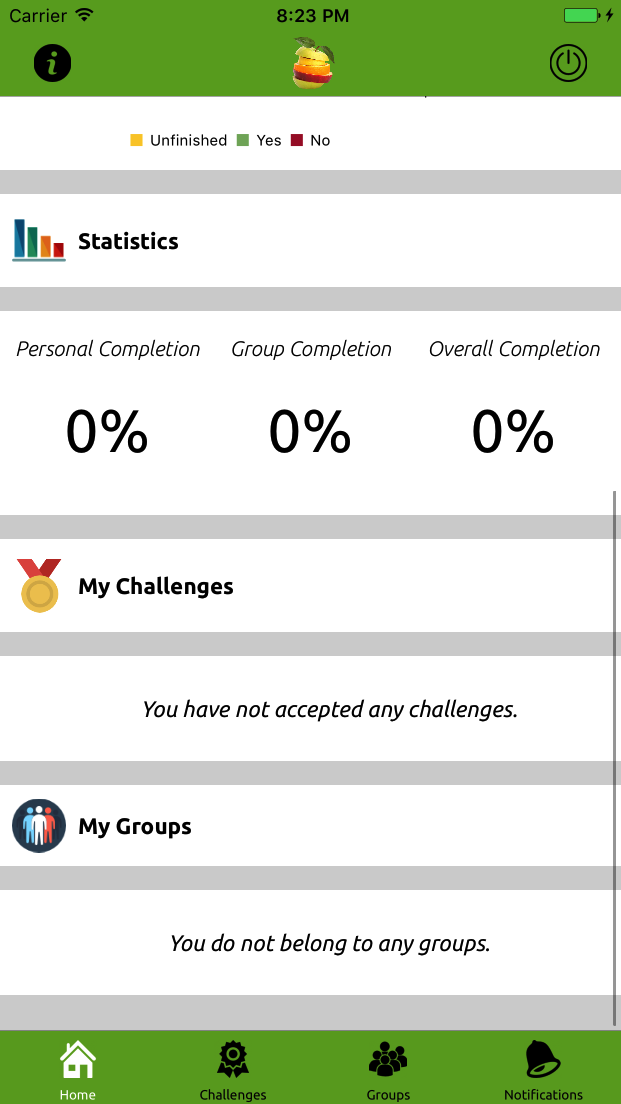 Carrier 8:23 PM
Unfinished Yes No
Statistics
Personal Completion Group Completion Overall Completion
0% 0% 0%
My Challenges
You have not accepted any challenges.
My Groups
You do not belong to any groups.
Home Challenges Groups Notifications